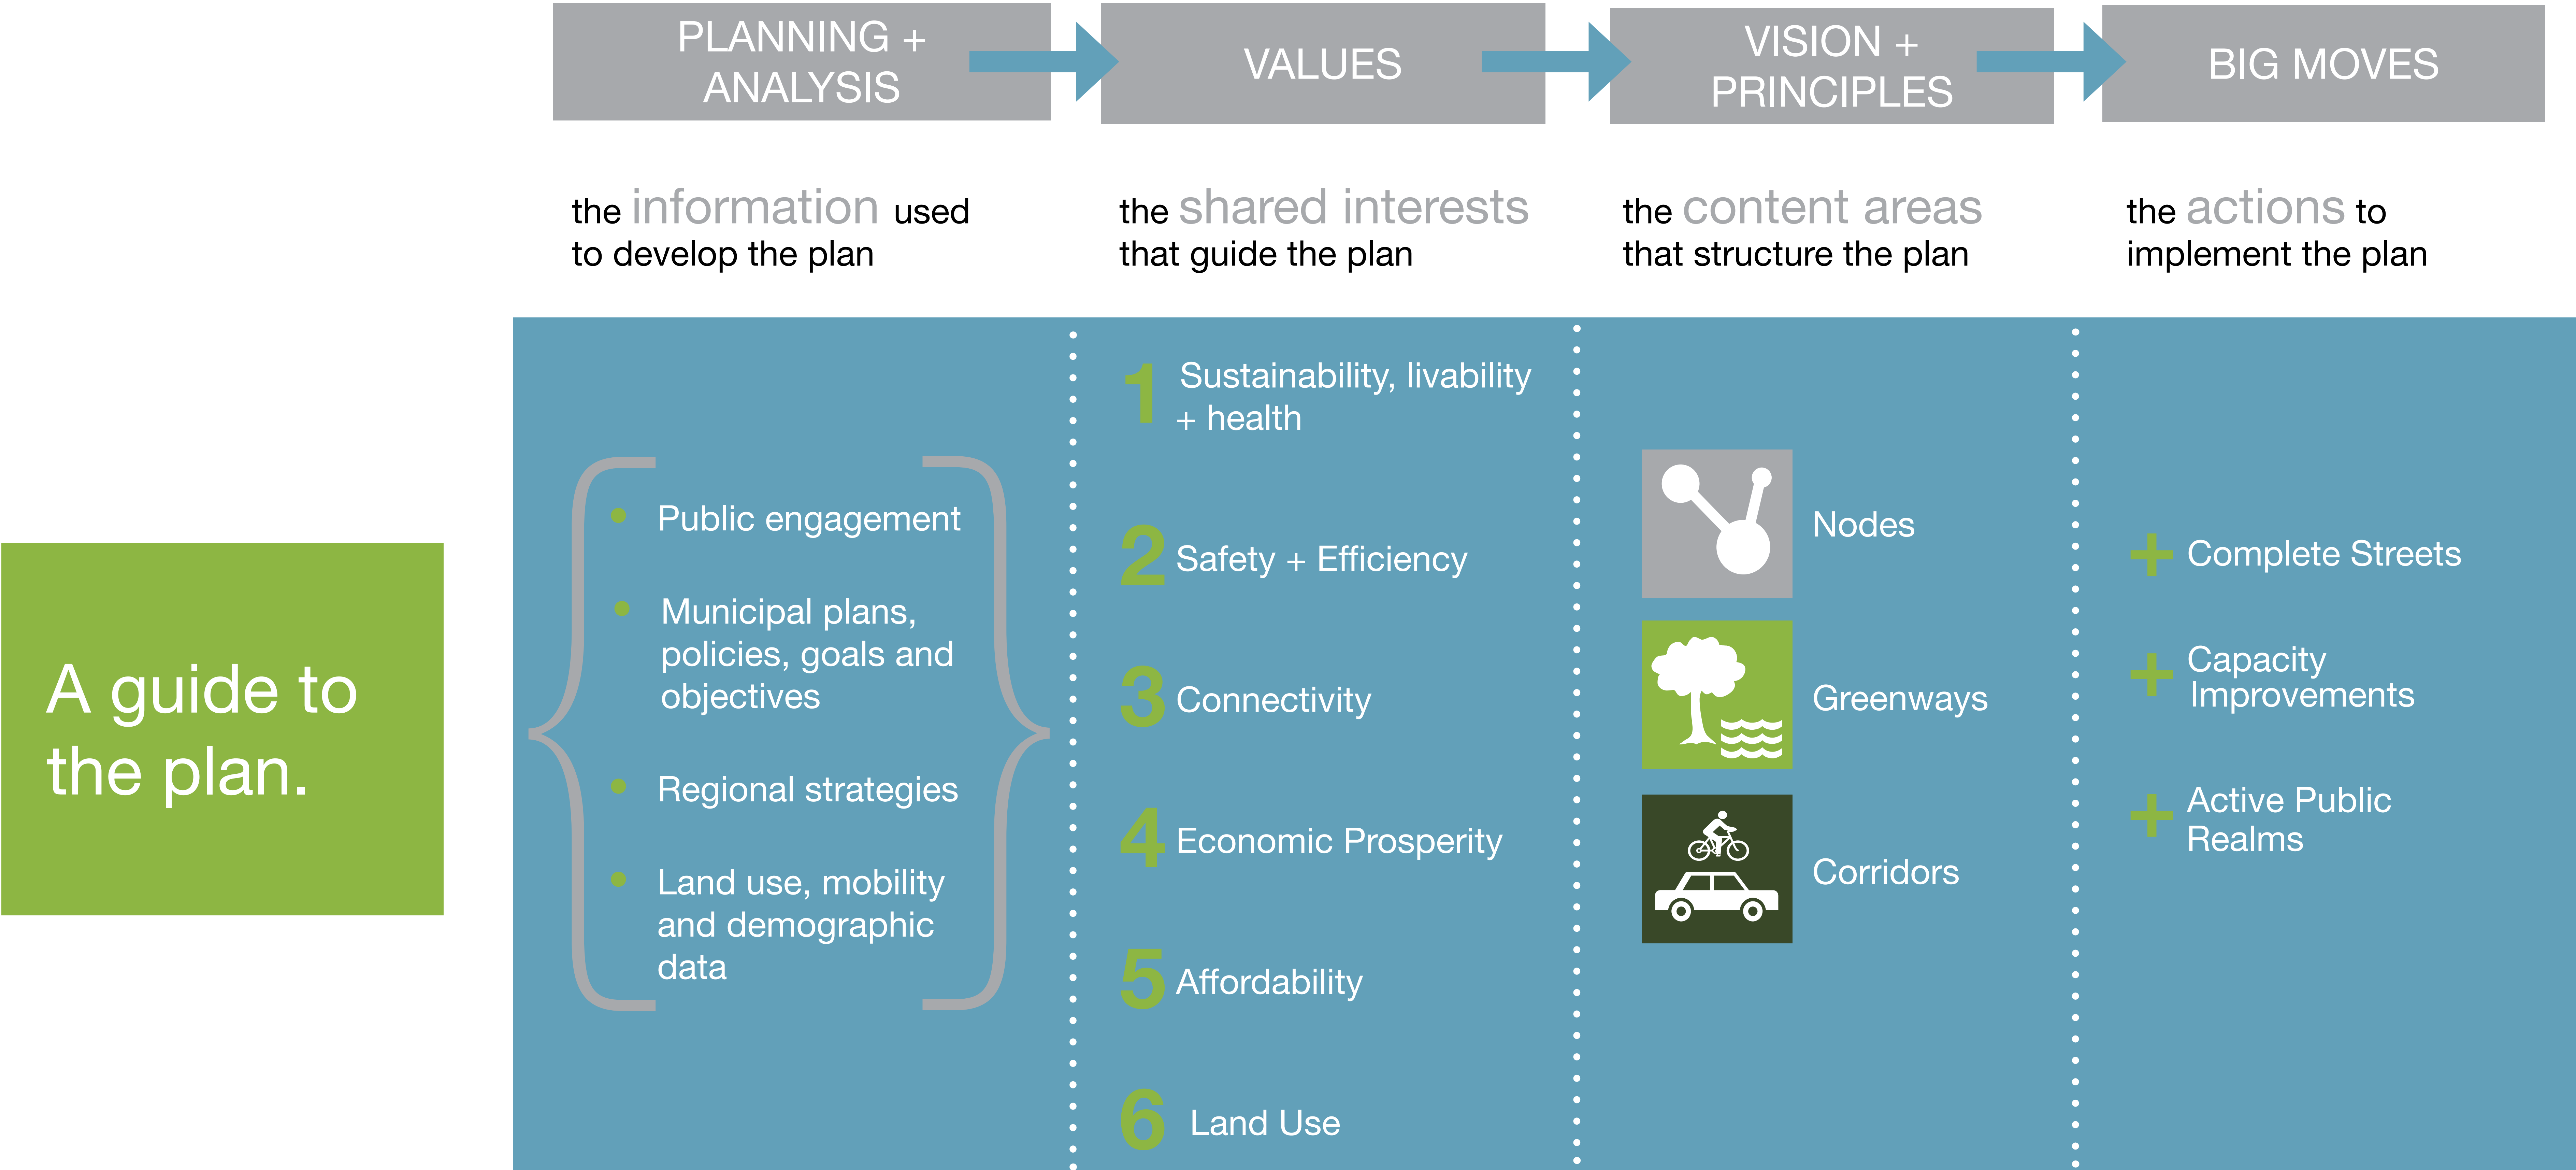 PLANNING +
ANALYSIS
VALUES
VISION +
PRINCIPLES
BIG MOVES
the information used
to develop the plan
the shared interests
that guide the plan
the content areas
that structure the plan
the actions to
implement the plan
A guide to
the plan.
• Public engagement
• Municipal plans,
policies, goals and
objectives
• Regional strategies
• Land use, mobility
and demographic
data
1 Sustainability, livability
+ health
2 Safety + Efficiency
3 Connectivity
4 Economic Prosperity
5 Affordability
6 Land Use
Nodes
Greenways
Corridors
+ Complete Streets
+ Capacity
Improvements
+ Active Public
Realms